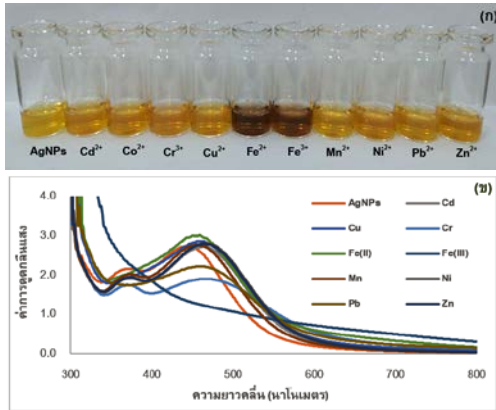 (ก)
AgNPs Cd²⁺ Co²⁺ Cr³⁺ Cu²⁺ Fe²⁺ Fe³⁺ Mn²⁺ Ni²⁺ Pb²⁺ Zn²⁺
(ข)
4.0
3.0
2.0
1.0
0.0
ค่าการดูดกลืนแสง
AgNPs Cd
Cu Cr
Fe(II) Fe(III)
Mn Ni
Pb Zn
300 400 500 600 700 800
ความยาวคลื่น (นาโนเมตร)